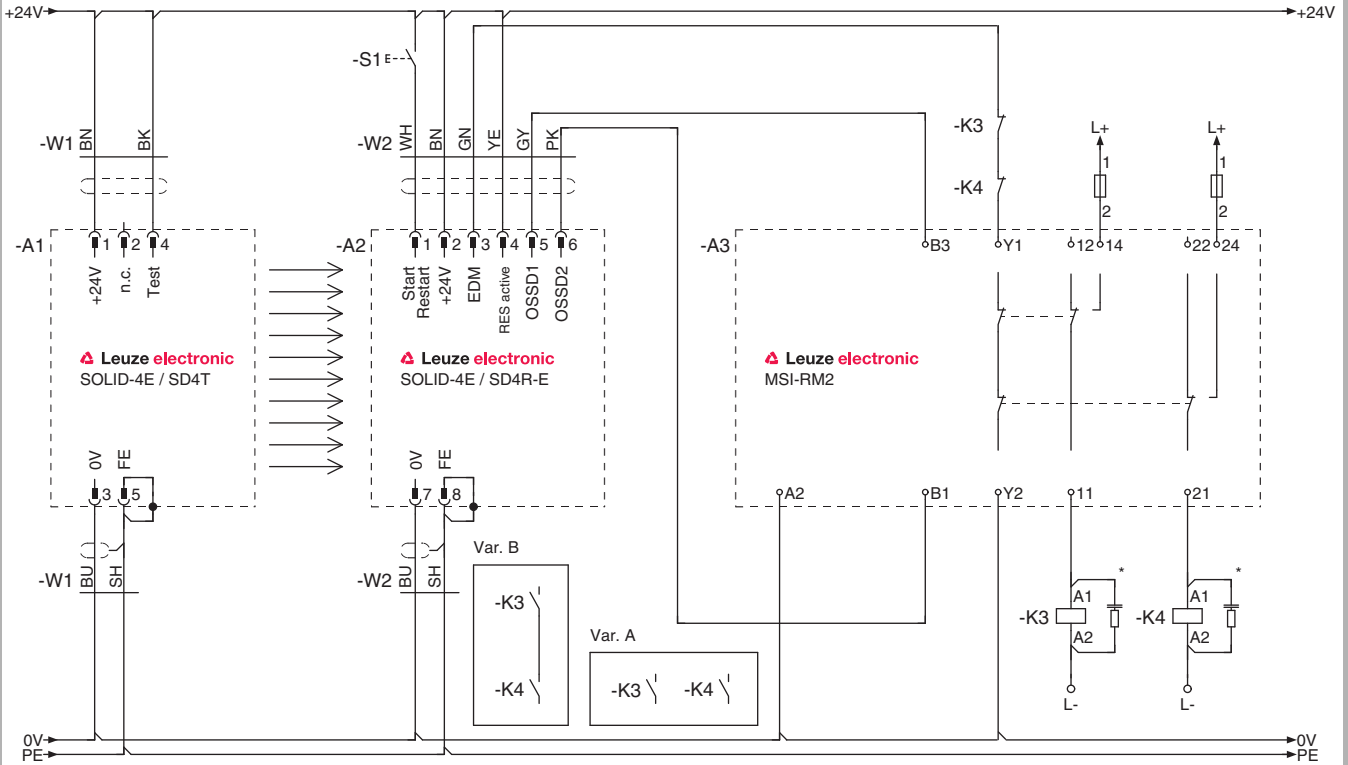 +24V +24V
-S1
-K3
-K4
L+ L+
1 1
2 2
-W1 BN BK -W2 WH BN GN YE GY PK
-A1 1 2 4 -A2 1 2 3 4 5 6 -A3 B3 Y1 12 14 22 24
+24V n.c. Test Start Restart +24V EDM RES active OSSD1 OSSD2
Leuze electronic Leuze electronic Leuze electronic
SOLID-4E / SD4T SOLID-4E / SD4R-E MSI-RM2
0V FE 0V FE
3 5 7 8 A2 B1 Y2 11 21
-W1 BU SH -W2 BU SH
Var. B
-K3
-K4
Var. A
-K3 -K4
* *
-K3 A1 A2 -K4 A1 A2
L- L-
0V 0V
PE PE